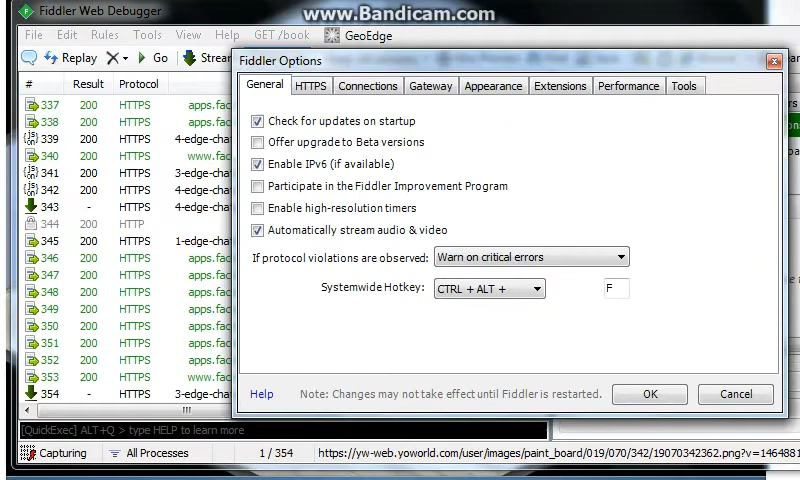 www.Bandicam.com
Fiddler Web Debugger
File Edit Rules Tools View Help GET /book GeoEdge
Replay Go Stream
Fiddler Options
General HTTPS Connections Gateway Appearance Extensions Performance Tools
# Result Protocol
337 200 HTTPS apps.fac
{js on} 339 200 HTTPS 4-edge-cha
340 200 HTTPS www.fac
{js on} 341 200 HTTPS 3-edge-cha
{js on} 342 200 HTTPS 4-edge-cha
343 - HTTPS 4-edge-cha
344 200 HTTP
345 200 HTTPS 1-edge-cha
346 200 HTTPS apps.fac
347 200 HTTPS apps.fac
348 200 HTTPS apps.fac
349 200 HTTPS apps.fac
350 200 HTTPS apps.fac
351 200 HTTPS apps.fac
352 200 HTTPS apps.fac
353 200 HTTPS www.fac
354 - HTTPS 3-edge-cha
Check for updates on startup
Offer upgrade to Beta versions
Enable IPv6 (if available)
Participate in the Fiddler Improvement Program
Enable high-resolution timers
Automatically stream audio & video
If protocol violations are observed: Warn on critical errors
Systemwide Hotkey: CTRL + ALT + F
Help Note: Changes may not take effect until Fiddler is restarted. OK Cancel
[QuickExec] ALT+Q > type HELP to learn more
Capturing All Processes 1 / 354 https://yw-web.yoworld.com/user/images/paint_board/019/070/342/19070342362.png?v=1464881